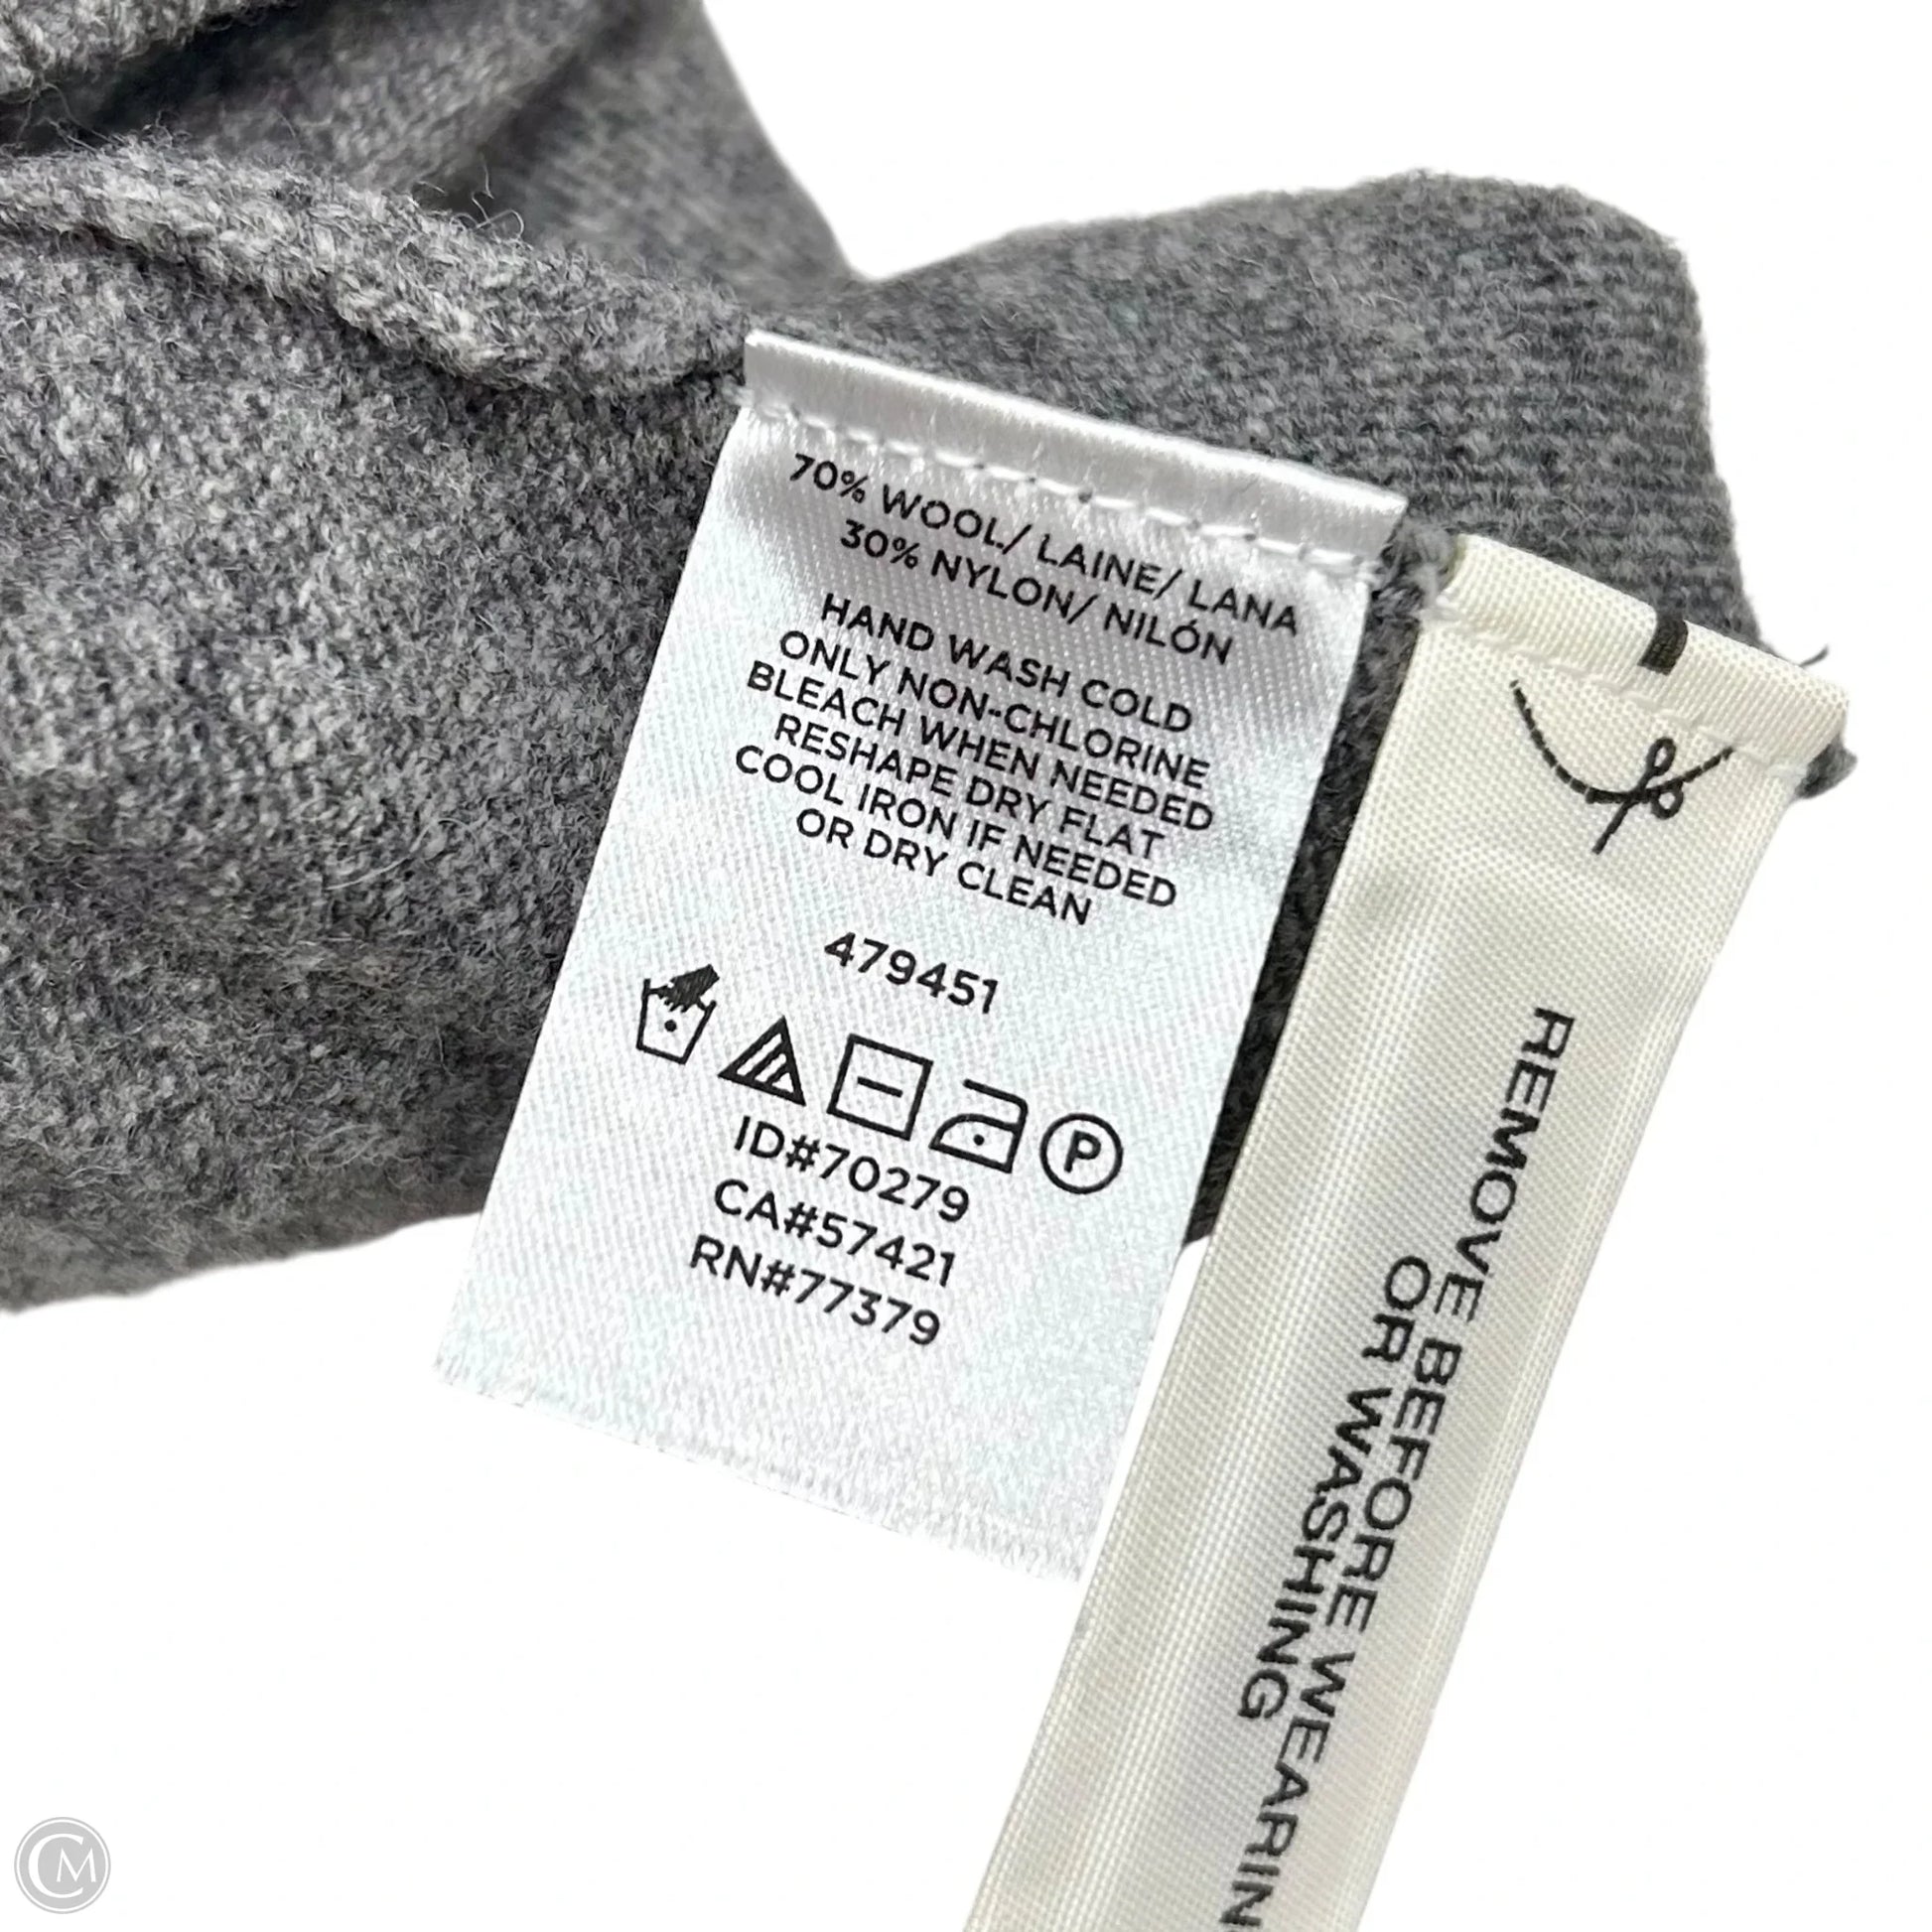 70% WOOL/ LAINE/ LANA
30% NYLON/ NILÓN
HAND WASH COLD
ONLY NON-CHLORINE
BLEACH WHEN NEEDED
RESHAPE DRY FLAT
COOL IRON IF NEEDED
OR DRY CLEAN
479451
P
ID#70279
CA#57421
RN#77379
REMOVE BEFORE WEARIN
OR WASHING
CM